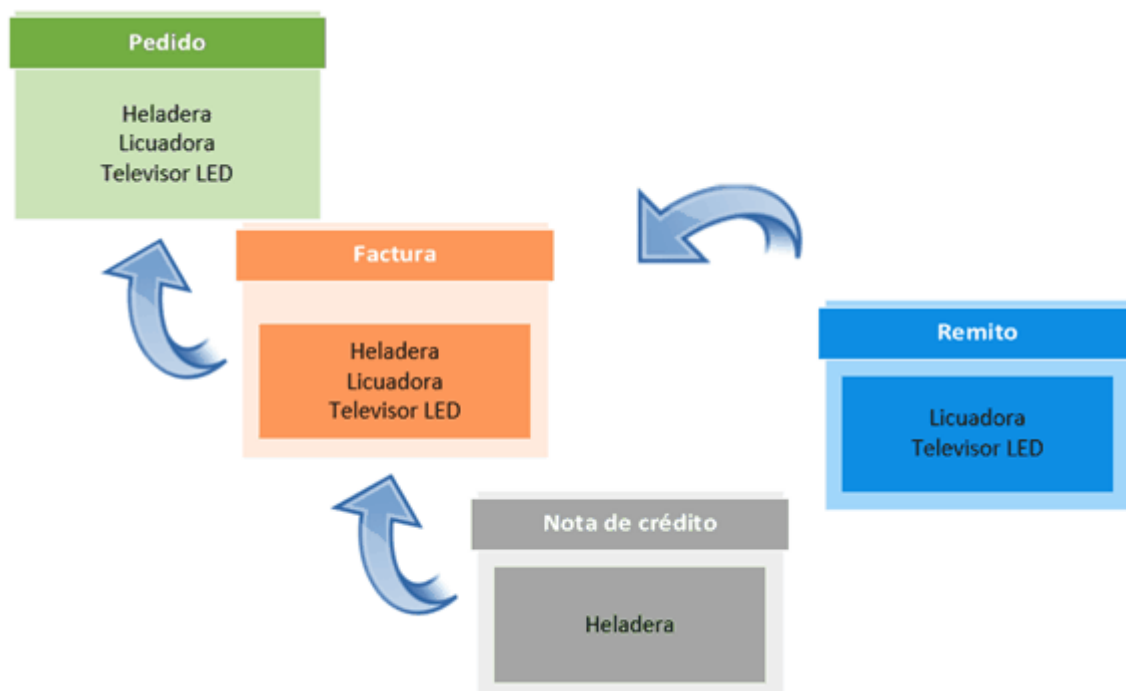 Pedido
Heladera
Licuadora
Televisor LED
Factura
Heladera
Licuadora
Televisor LED
Remito
Licuadora
Televisor LED
Nota de crédito
Heladera